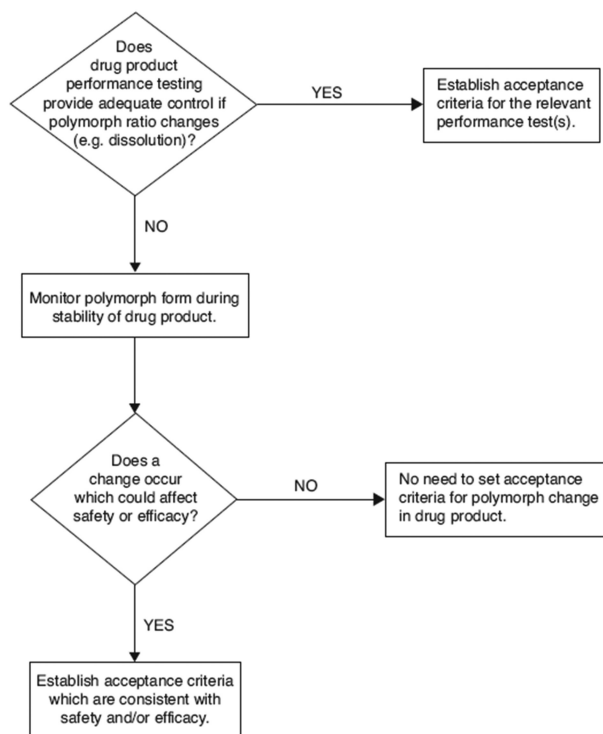 Does
drug product
performance testing
provide adequate control if
polymorph ratio changes
(e.g. dissolution)?
YES
Establish acceptance
criteria for the relevant
performance test(s).
NO
Monitor polymorph form during
stability of drug product.
Does a
change occur
which could affect
safety or efficacy?
NO
No need to set acceptance
criteria for polymorph change
in drug product.
YES
Establish acceptance criteria
which are consistent with
safety and/or efficacy.